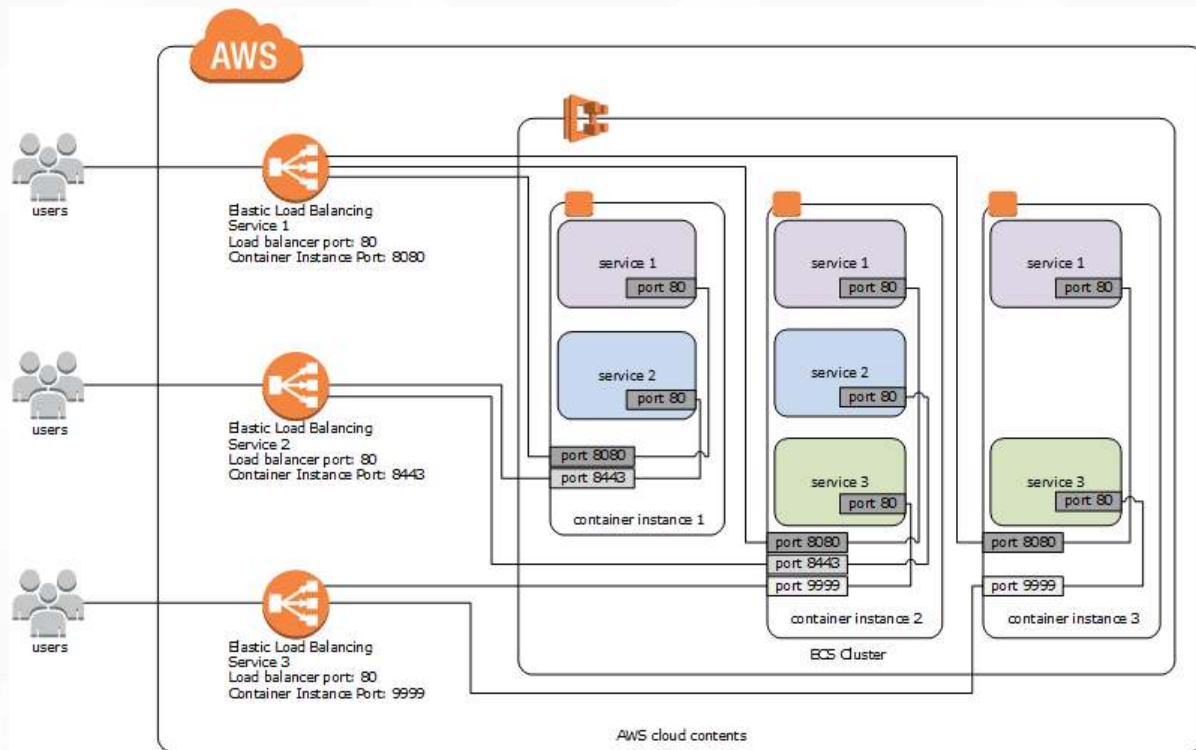 AWS
users
Elastic Load Balancing
Service 1
Load balancer port: 80
Container Instance Port: 8080
service 1
port 80
service 2
port 80
port 8080
port 8443
container instance 1
service 1
port 80
service 2
port 80
service 3
port 80
port 8080
port 8443
port 9999
container instance 2
service 1
port 80
service 3
port 80
port 8080
port 9999
container instance 3
ECS Cluster
users
Elastic Load Balancing
Service 2
Load balancer port: 80
Container Instance Port: 8443
users
Elastic Load Balancing
Service 3
Load balancer port: 80
Container Instance Port: 9999
AWS cloud contents